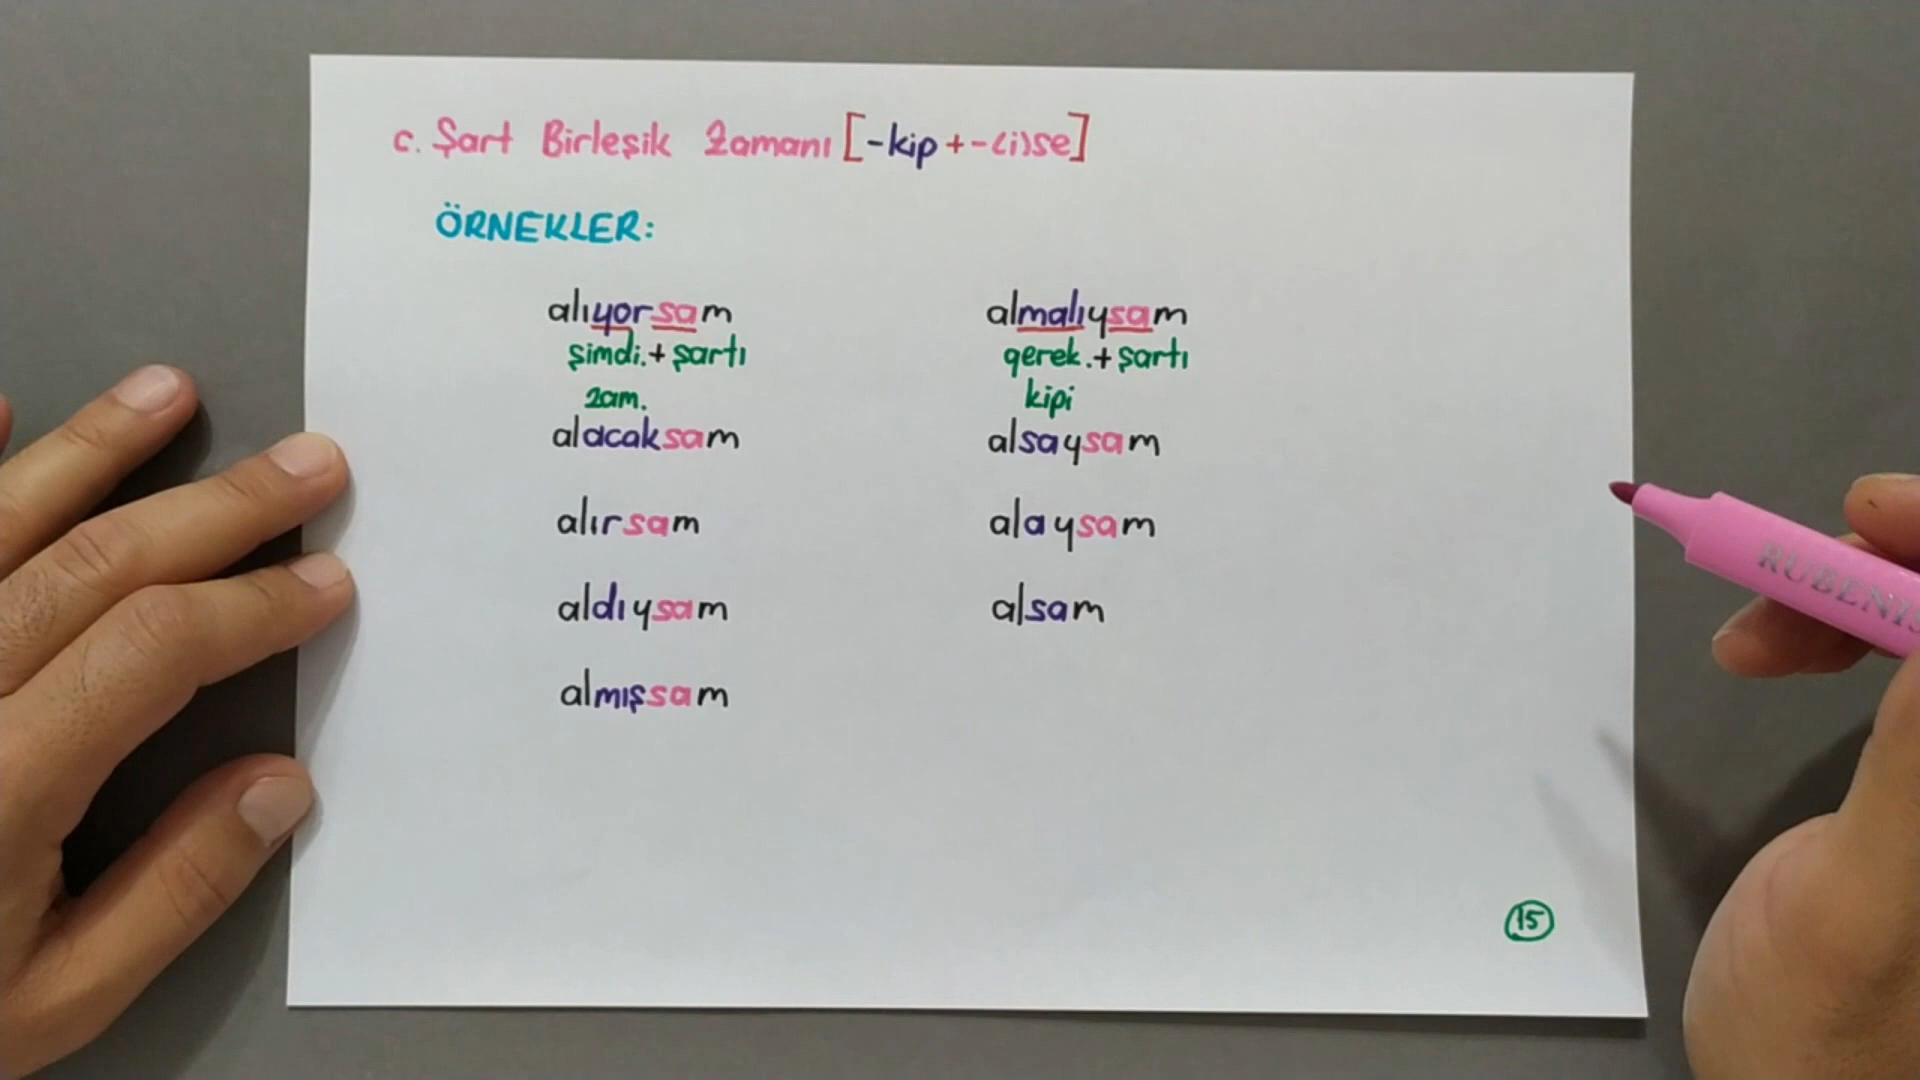 c. Şart Birleşik Zamanı [-kip + -(i)se]
ÖRNEKLER:
alıyorsam
şimdi. + şartı
zam.
alacaksam
alırsam
aldıysam
almışsam
almalıysam
gerek. + şartı
kipi
alsaysam
alaysam
alsam
15
RUBENIS